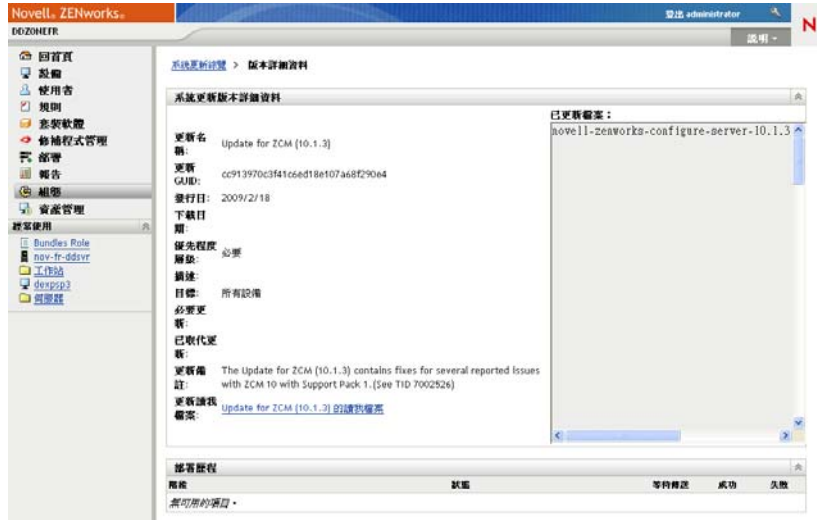 Novell® ZENworks®
登出 administrator
DDZONEFR
說明
N
回首頁
設備
使用者
規則
套裝軟體
修補程式管理
部署
報告
組態
資產管理
經常使用
Bundles Role
nov-fr-ddsvr
工作站
dexpsp3
伺服器
系統更新總覽 > 版本詳細資料
系統更新版本詳細資料
已更新檔案：
novell-zenworks-configure-server-10.1.3
更新名稱: Update for ZCM (10.1.3)
更新 GUID: cc913970c3f41c6ed18e107a68f290e4
發行日: 2009/2/18
下載日期:
優先程度層級: 必要
描述:
目標: 所有設備
必要更新:
已取代更新:
更新備註: The Update for ZCM (10.1.3) contains fixes for several reported issues
with ZCM 10 with Support Pack 1.(See TID 7002526)
更新讀我檔案: Update for ZCM (10.1.3) 的讀我檔案
部署歷程
階段 狀態 等待傳送 成功 失敗
無可用的項目。